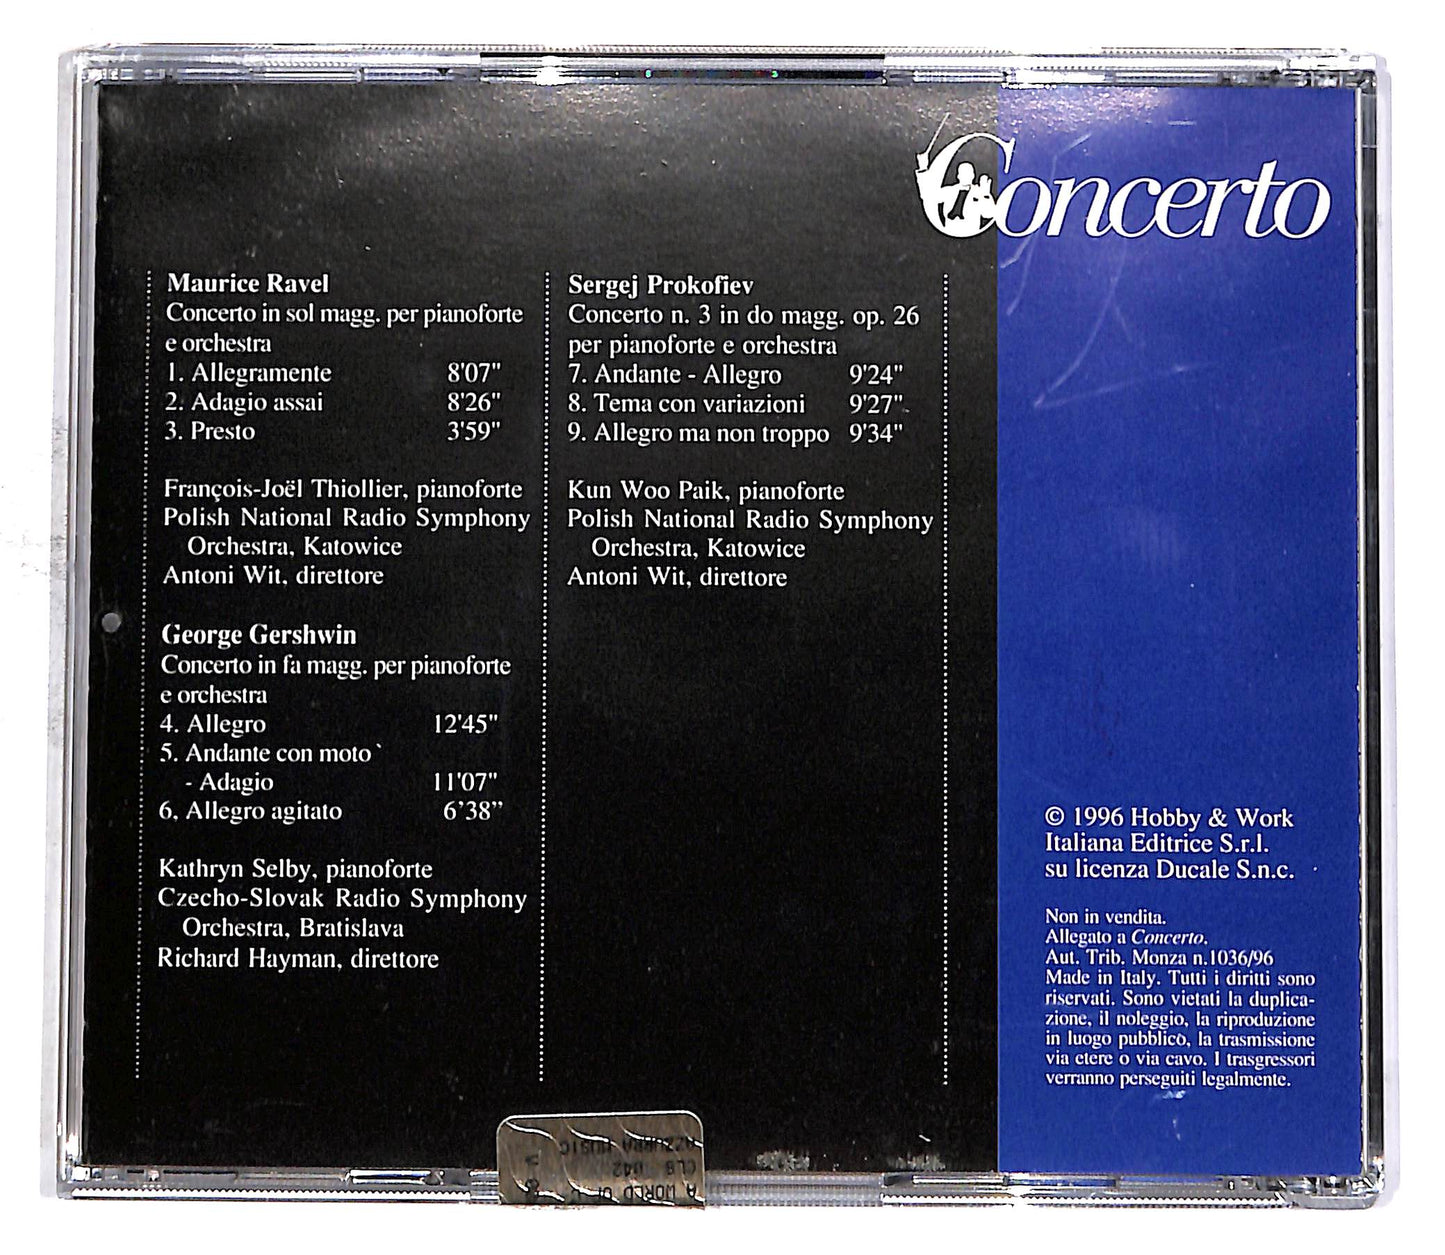 Concerto
Maurice Ravel
Concerto in sol magg. per pianoforte
e orchestra
1. Allegramente 8'07"
2. Adagio assai 8'26"
3. Presto 3'59"
François-Joël Thiollier, pianoforte
Polish National Radio Symphony
Orchestra, Katowice
Antoni Wit, direttore
George Gershwin
Concerto in fa magg. per pianoforte
e orchestra
4. Allegro 12'45"
5. Andante con moto
- Adagio 11'07"
6. Allegro agitato 6'38"
Kathryn Selby, pianoforte
Czecho-Slovak Radio Symphony
Orchestra, Bratislava
Richard Hayman, direttore
Sergej Prokofiev
Concerto n. 3 in do magg. op. 26
per pianoforte e orchestra
7. Andante - Allegro 9'24"
8. Tema con variazioni 9'27"
9. Allegro ma non troppo 9'34"
Kun Woo Paik, pianoforte
Polish National Radio Symphony
Orchestra, Katowice
Antoni Wit, direttore
© 1996 Hobby & Work
Italiana Editrice S.r.l.
su licenza Ducale S.n.c.
Non in vendita.
Allegato a Concerto.
Aut. Trib. Monza n.1036/96
Made in Italy. Tutti i diritti sono
riservati. Sono vietati la duplica-
zione, il noleggio, la riproduzione
in luogo pubblico, la trasmissione
via etere o via cavo. I trasgressori
verranno perseguiti legalmente.
AZZURRA MUSIC
CLS 042
A WORLD OF